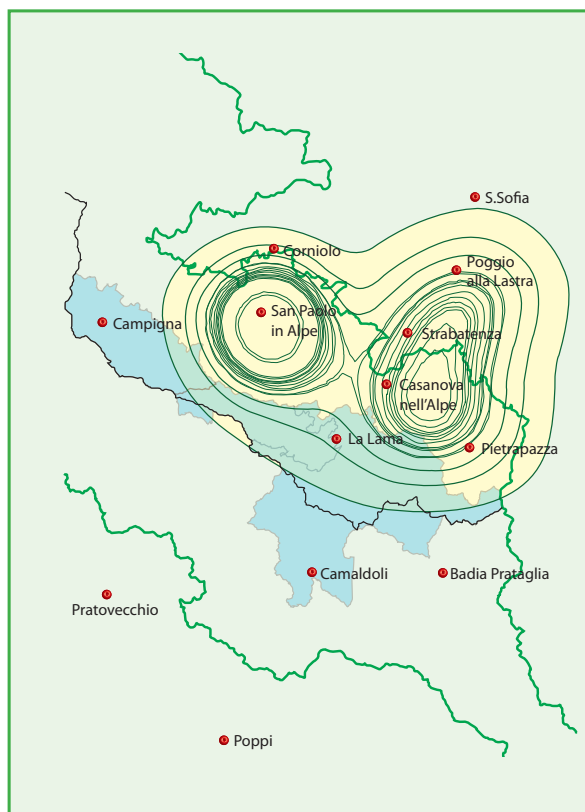 S.Sofia
Corniolo
Poggio
alla Lastra
San Paolo
in Alpe
Campigna
Strabatenza
Casanova
nell'Alpe
La Lama
Pietrapazza
Camaldoli
Badia Prataglia
Pratovecchio
Poppi